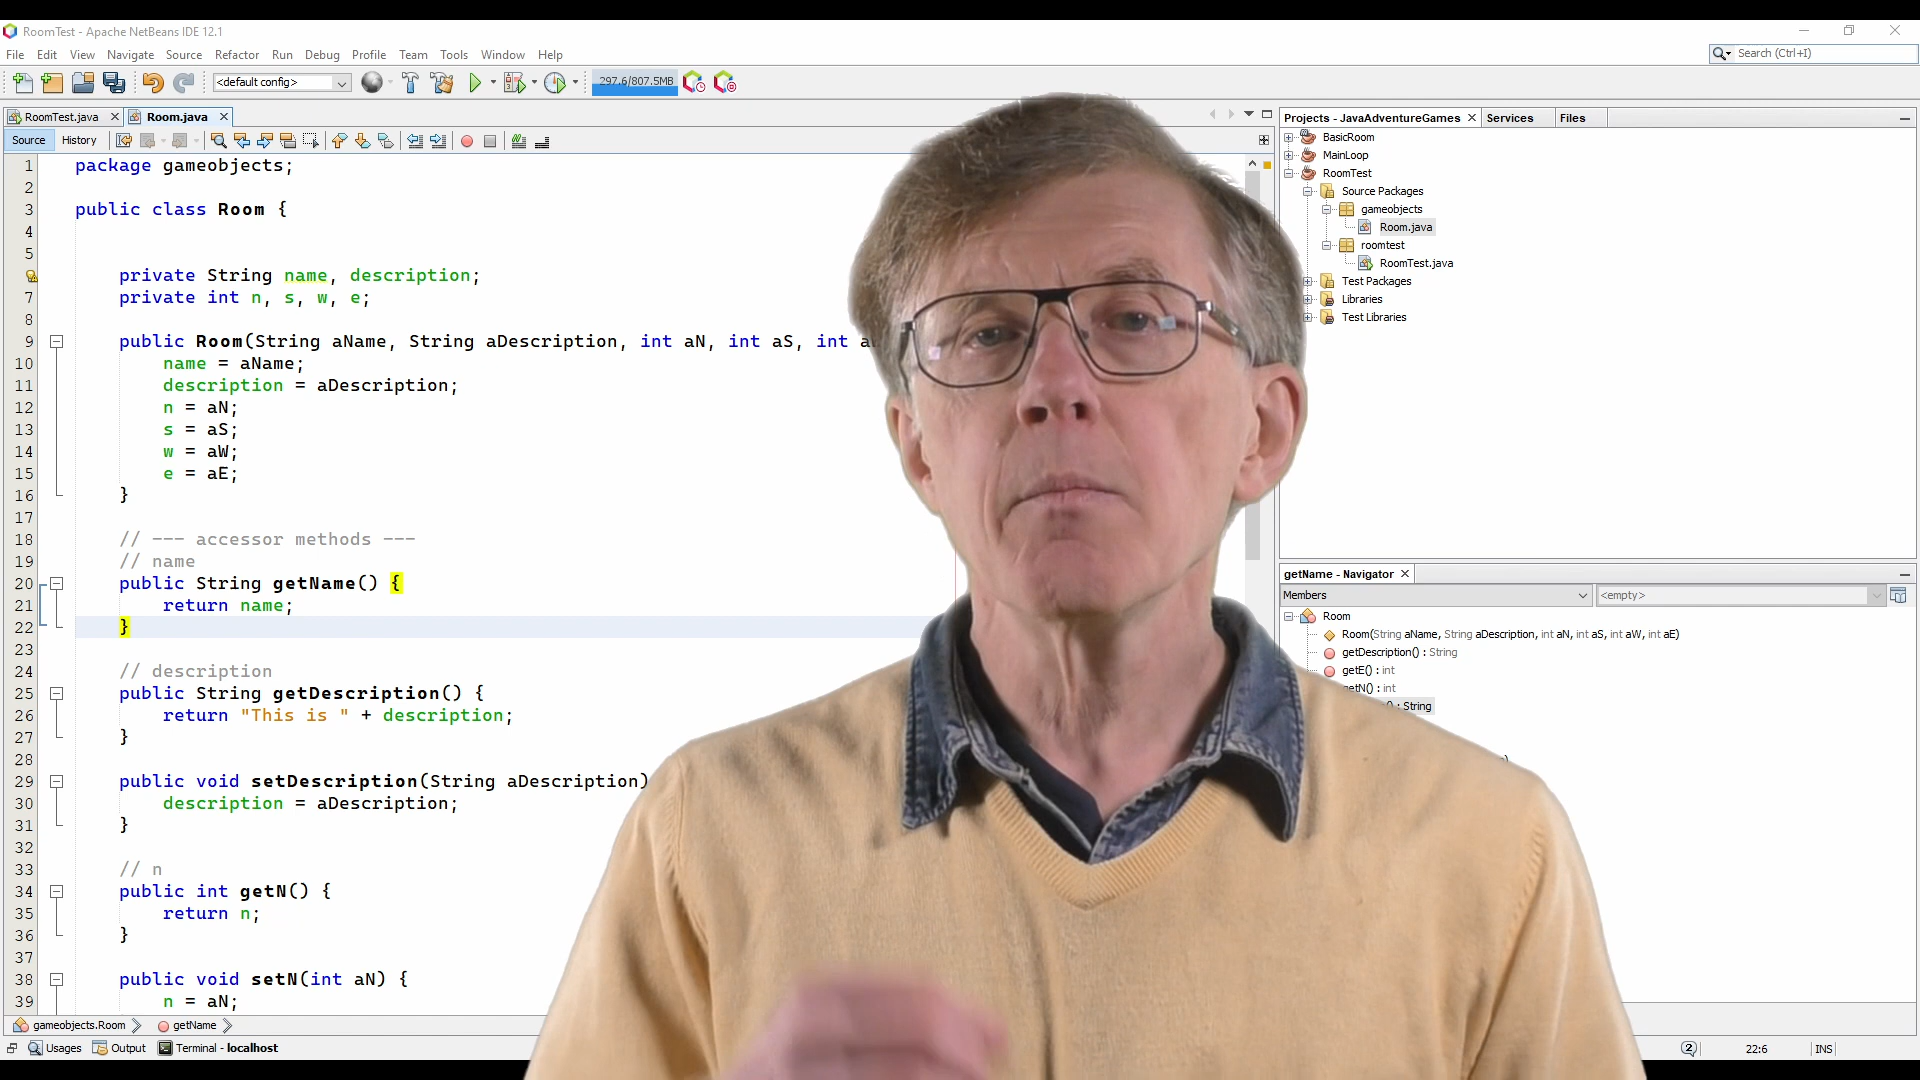 RoomTest - Apache NetBeans IDE 12.1
File Edit View Navigate Source Refactor Run Debug Profile Team Tools Window Help
Search (Ctrl+I)
<default config>
297.6/807.5MB
RoomTest.java
Room.java
Source History
1 package gameobjects;
2
3 public class Room {
4
5
private String name, description;
7 private int n, s, w, e;
8
9 public Room(String aName, String aDescription, int aN, int aS, int
10 name = aName;
11 description = aDescription;
12 n = aN;
13 s = aS;
14 w = aW;
15 e = aE;
16 }
17
18 // --- accessor methods ---
19 // name
20 public String getName() {
21 return name;
22 }
23
24 // description
25 public String getDescription() {
26 return "This is " + description;
27 }
28
29 public void setDescription(String aDescription)
30 description = aDescription;
31 }
32
33 // n
34 public int getN() {
35 return n;
36 }
37
38 public void setN(int aN) {
39 n = aN;
gameobjects.Room getName
Usages Output Terminal - localhost
Projects - JavaAdventureGames Services Files
BasicRoom
MainLoop
RoomTest
Source Packages
gameobjects
Room.java
roomtest
RoomTest.java
Test Packages
Libraries
Test Libraries
getName - Navigator
Members <empty>
Room
Room(String aName, String aDescription, int aN, int aS, int aW, int aE)
getDescription() : String
getE() : int
getN() : int
: String
2 22:6 INS